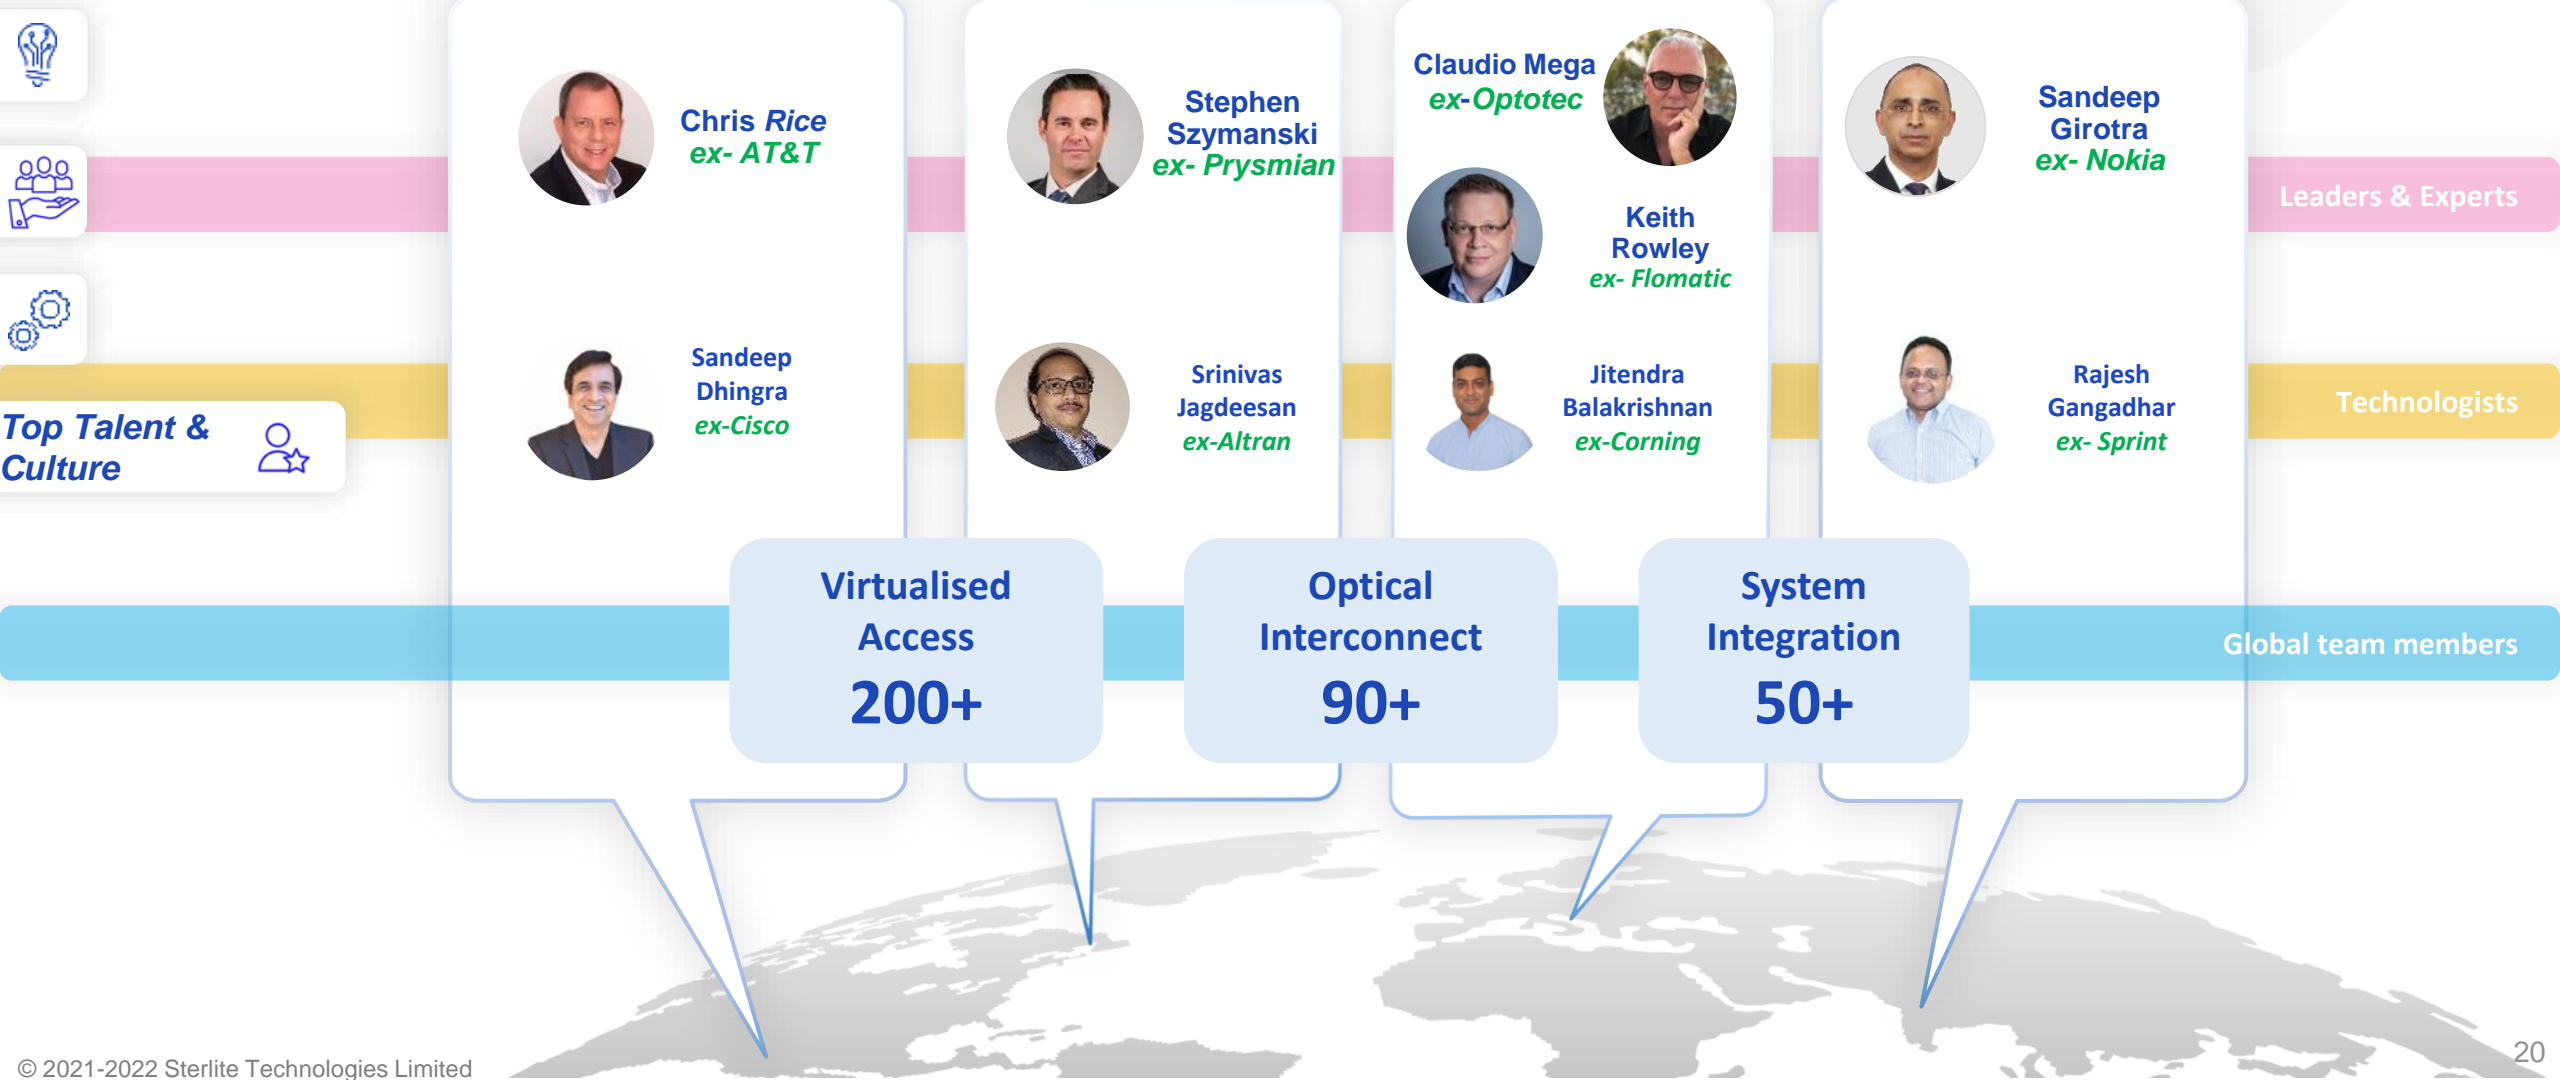 Chris Rice
ex- AT&T
Stephen
Szymanski
ex- Prysmian
Claudio Mega
ex-Optotec
Keith
Rowley
ex- Flomatic
Sandeep
Girotra
ex- Nokia
Leaders & Experts
Sandeep
Dhingra
ex-Cisco
Srinivas
Jagdeesan
ex-Altran
Jitendra
Balakrishnan
ex-Corning
Rajesh
Gangadhar
ex- Sprint
Technologists
Top Talent &
Culture
Virtualised
Access
200+
Optical
Interconnect
90+
System
Integration
50+
Global team members
© 2021-2022 Sterlite Technologies Limited
20